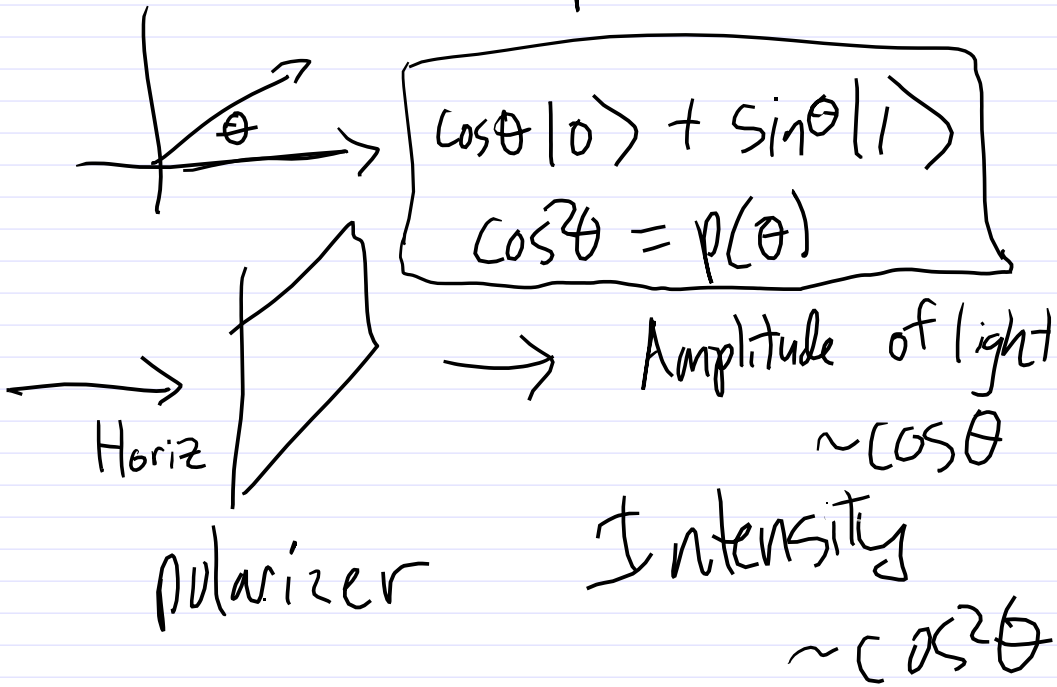 θ
cosθ|0⟩ + sinθ|1⟩
cos²θ = p(θ)
Horiz
polarizer
Amplitude of light
~cosθ
Intensity
~cos²θ